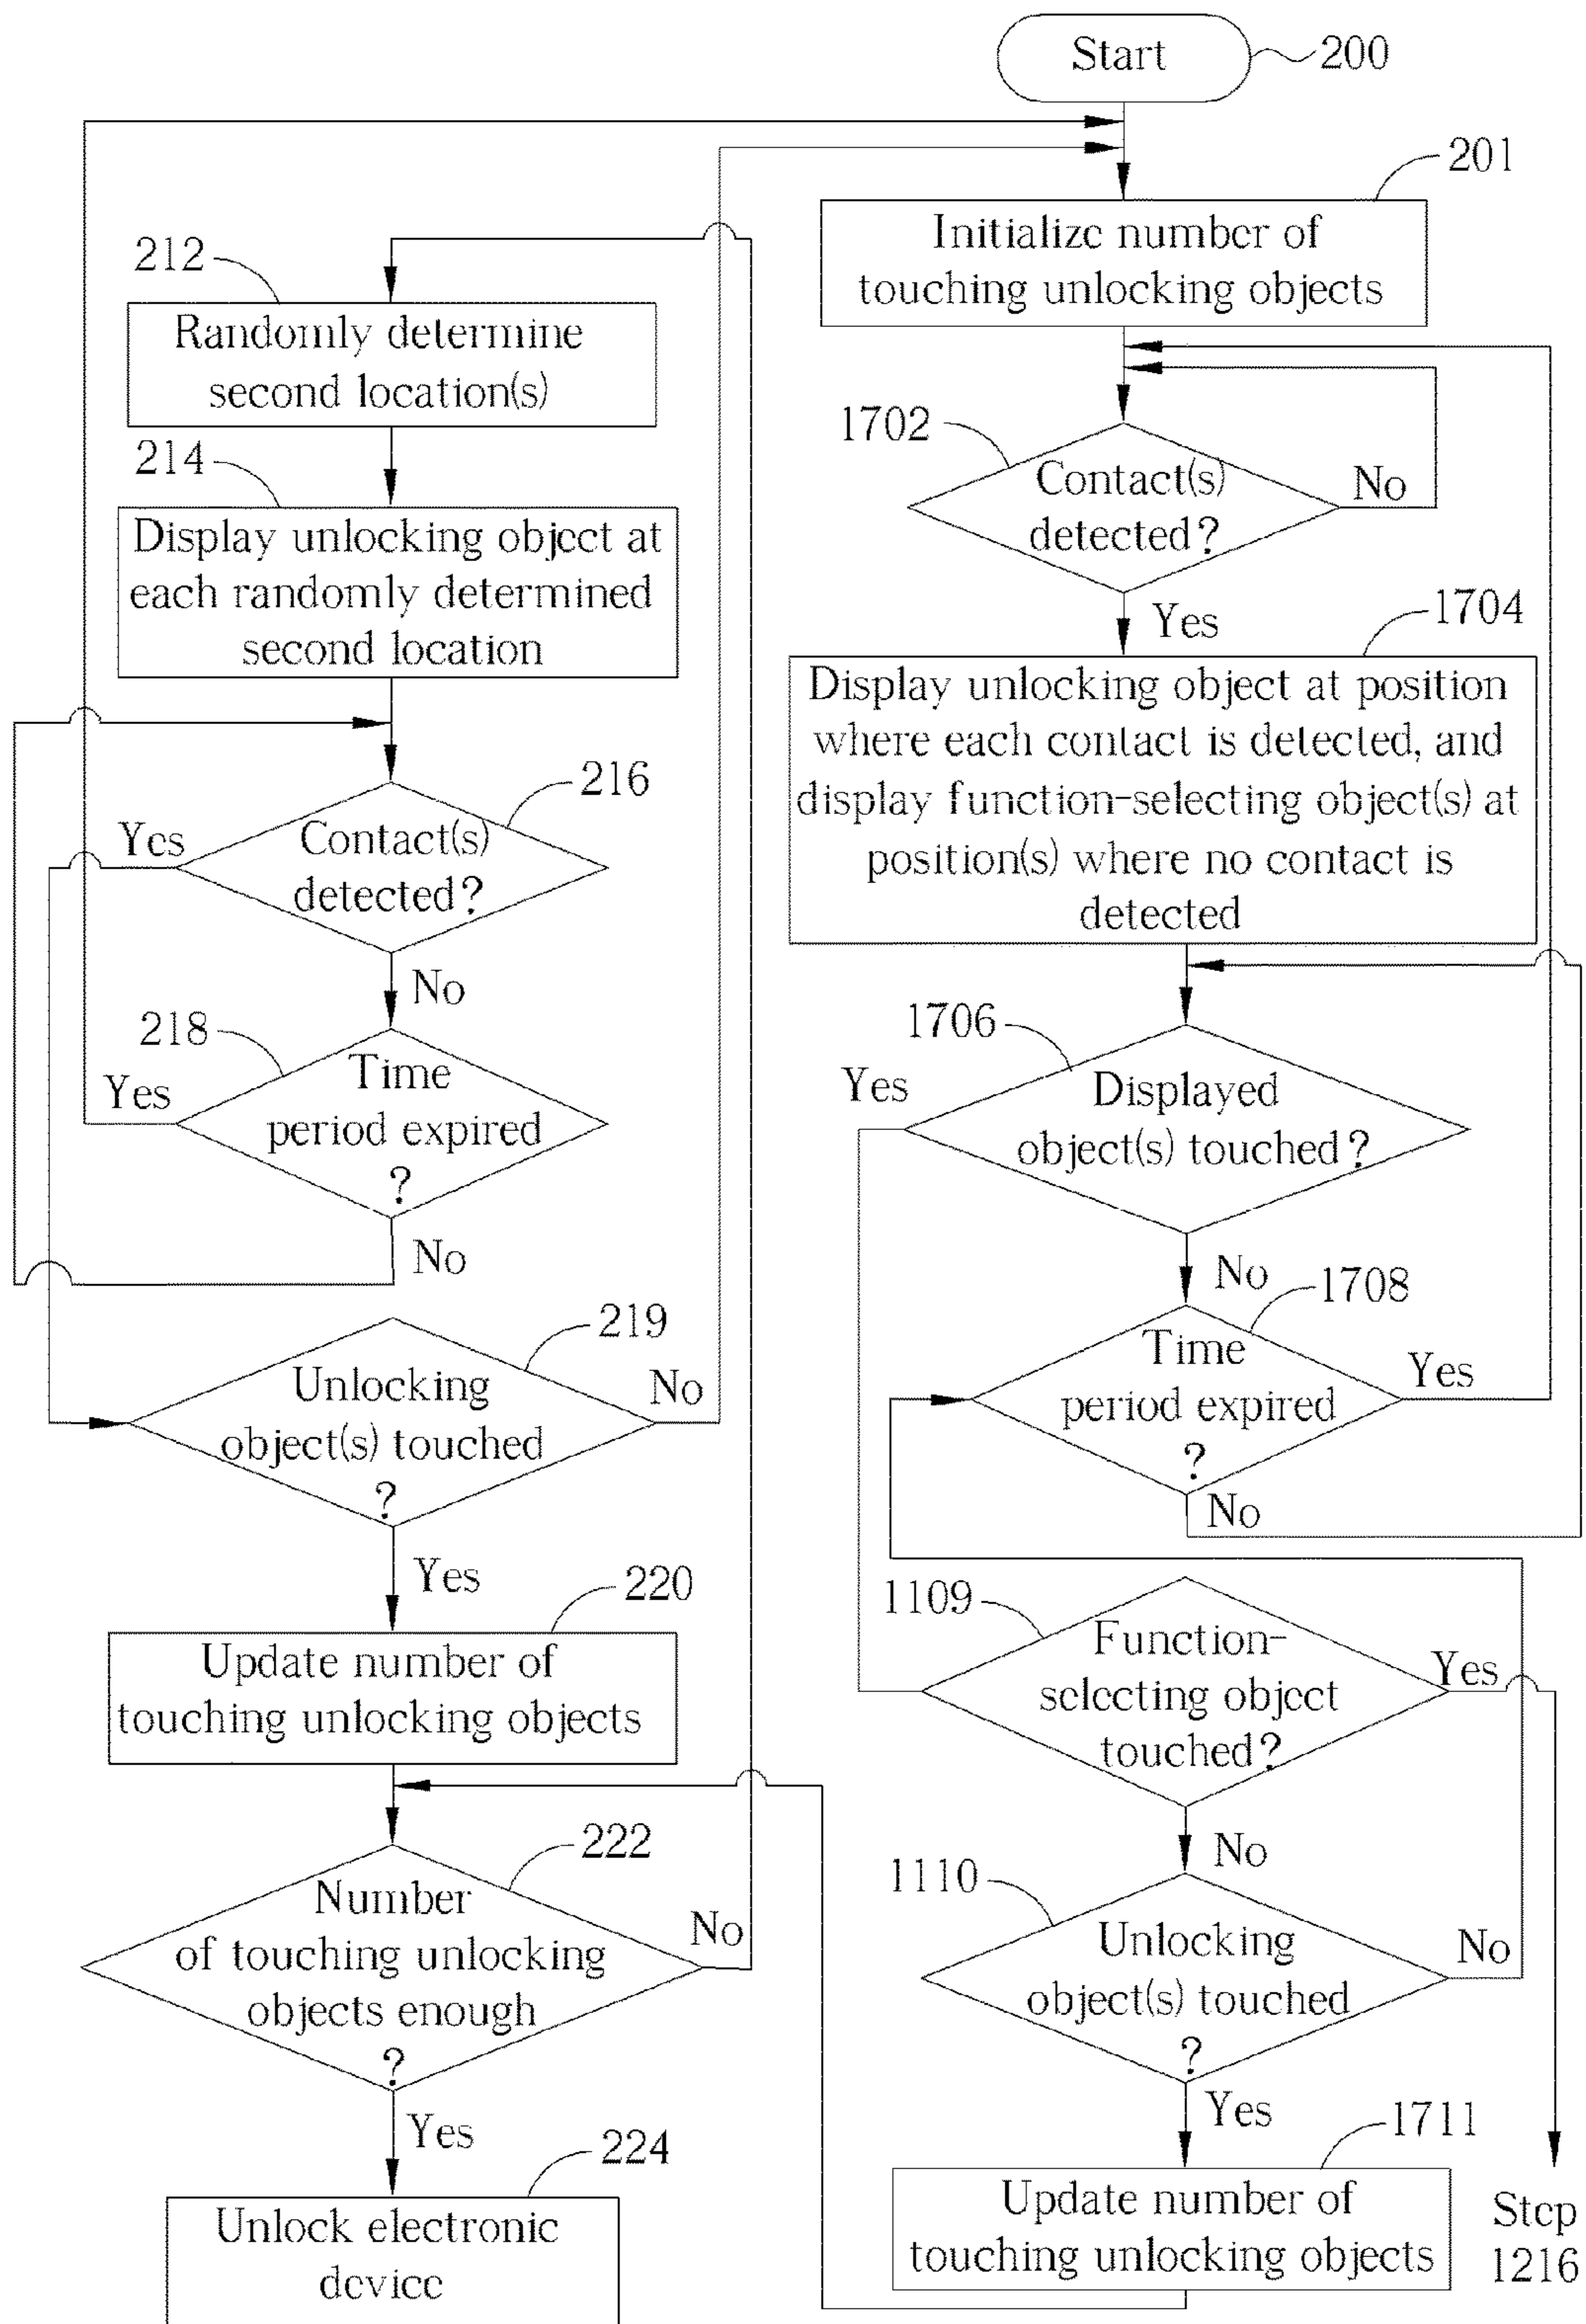 Start
200
201
Initialize number of
touching unlocking objects
1702
Contact(s)
detected?
No
Yes
1704
Display unlocking object at position
where each contact is detected, and
display function-selecting object(s) at
position(s) where no contact is
detected
1706
Displayed
object(s) touched?
Yes
No
1708
Time
period expired
?
Yes
No
1109
Function-
selecting object
touched?
Yes
No
1110
Unlocking
object(s) touched
?
No
Yes
1711
Update number of
touching unlocking objects
Step
1216
212
Randomly determine
second location(s)
214
Display unlocking object at
each randomly determined
second location
216
Contact(s)
detected?
Yes
No
218
Time
period expired
?
Yes
No
219
Unlocking
object(s) touched
?
No
Yes
220
Update number of
touching unlocking objects
222
Number
of touching unlocking
objects enough
?
No
Yes
224
Unlock electronic
device